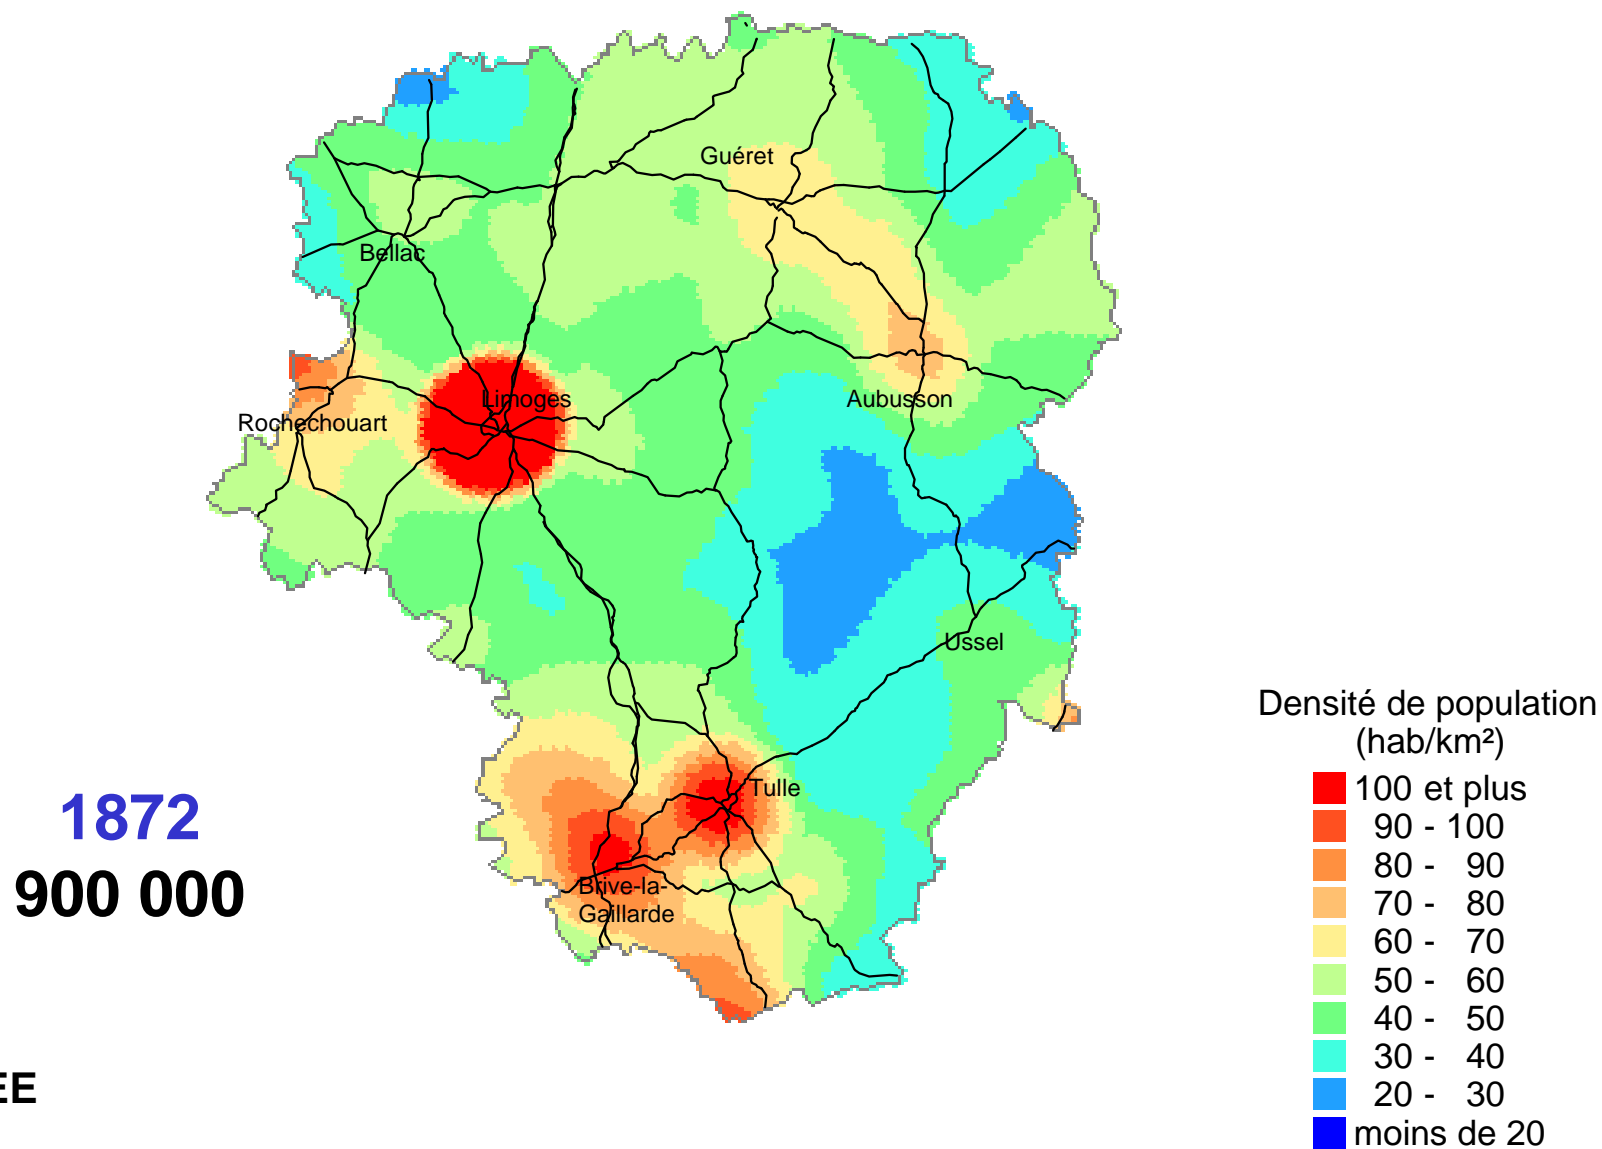 Guéret
Bellac
Limoges
Aubusson
Rochechouart
Ussel
Tulle
Brive-la-
Gaillarde
1872
900 000
EE
Densité de population
(hab/km²)
100 et plus
90 - 100
80 - 90
70 - 80
60 - 70
50 - 60
40 - 50
30 - 40
20 - 30
moins de 20